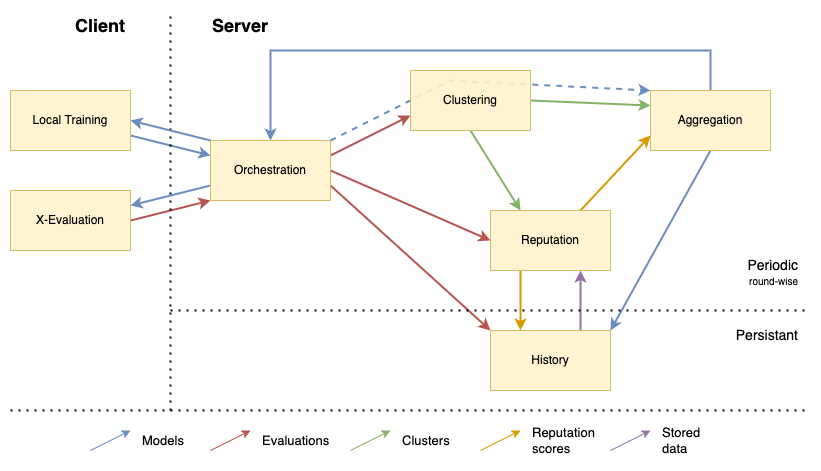 Client
Server
Local Training
Clustering
Aggregation
Orchestration
X-Evaluation
Reputation
Periodic
round-wise
Persistant
History
Models
Evaluations
Clusters
Reputation
scores
Stored
data